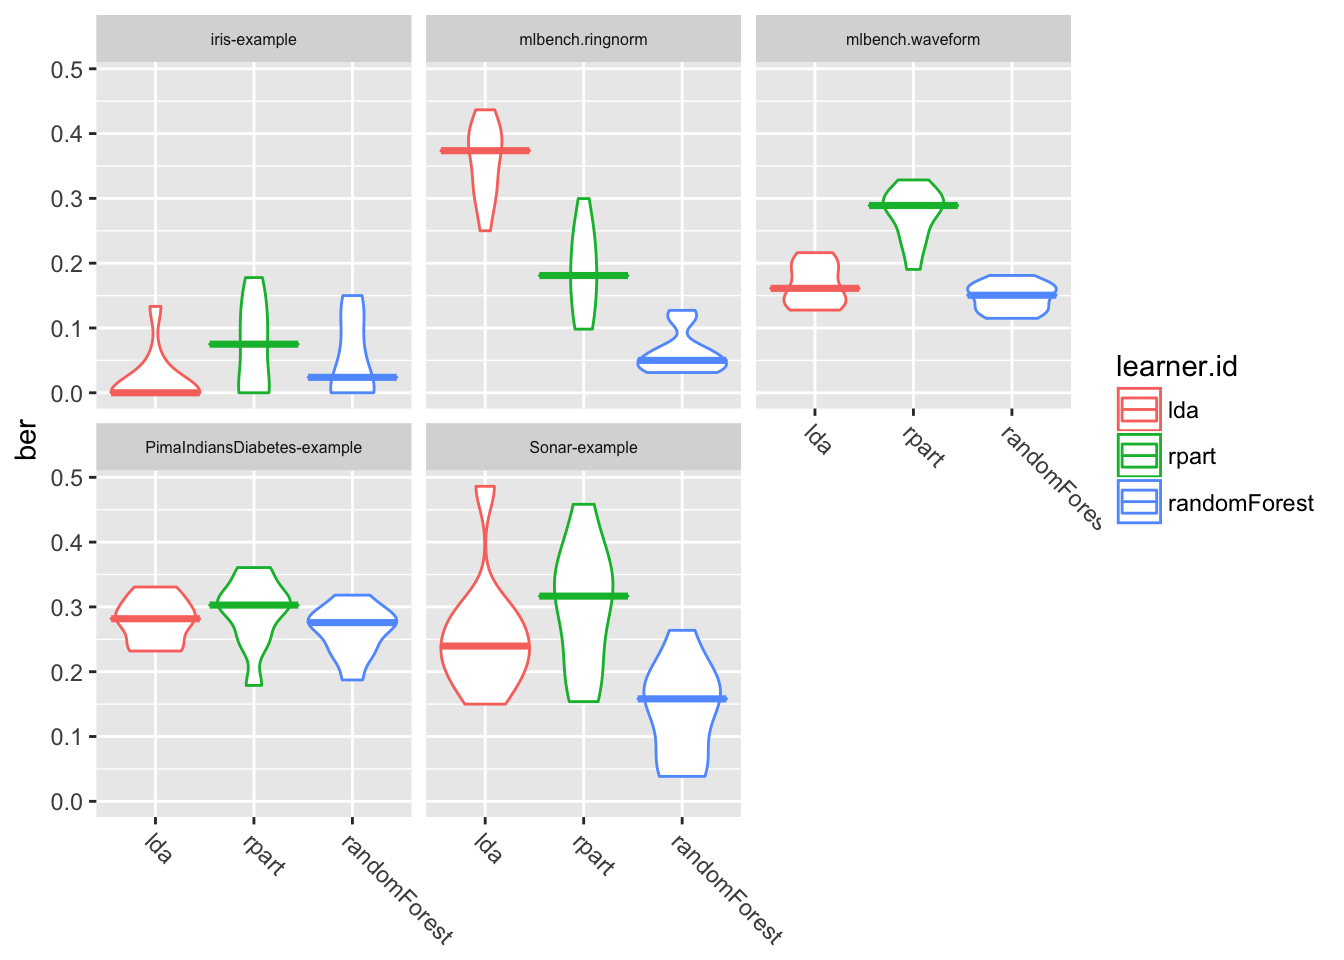 iris-example
mlbench.ringnorm
mlbench.waveform
0.5
0.4
0.3
0.2
0.1
0.0
lda
rpart
randomFores
PimaIndiansDiabetes-example
Sonar-example
0.5
0.4
0.3
0.2
0.1
0.0
lda
rpart
randomForest
lda
rpart
randomForest
ber
learner.id
lda
rpart
randomForest